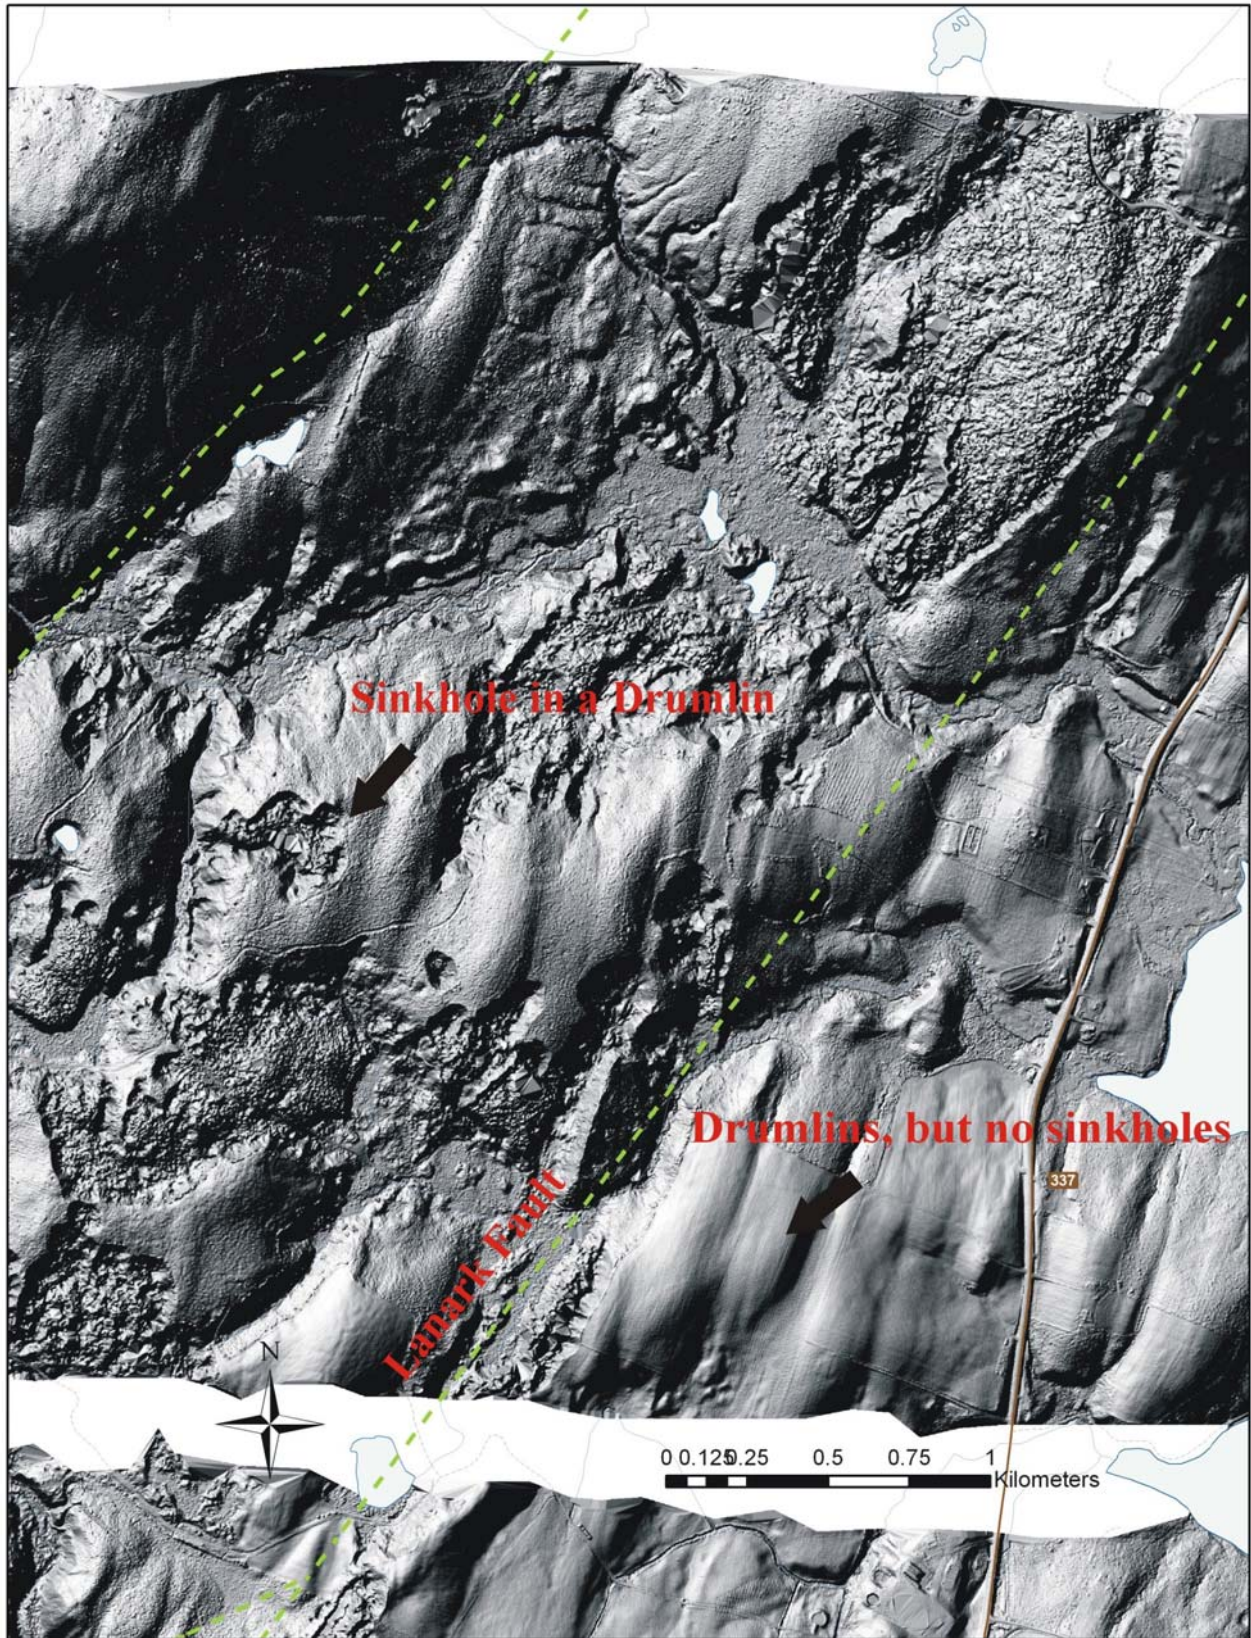 Sinkhole in a Drumlin
Drumlins, but no sinkholes
337
Lanark Fault
N
0 0.125 0.25 0.5 0.75 1
Kilometers